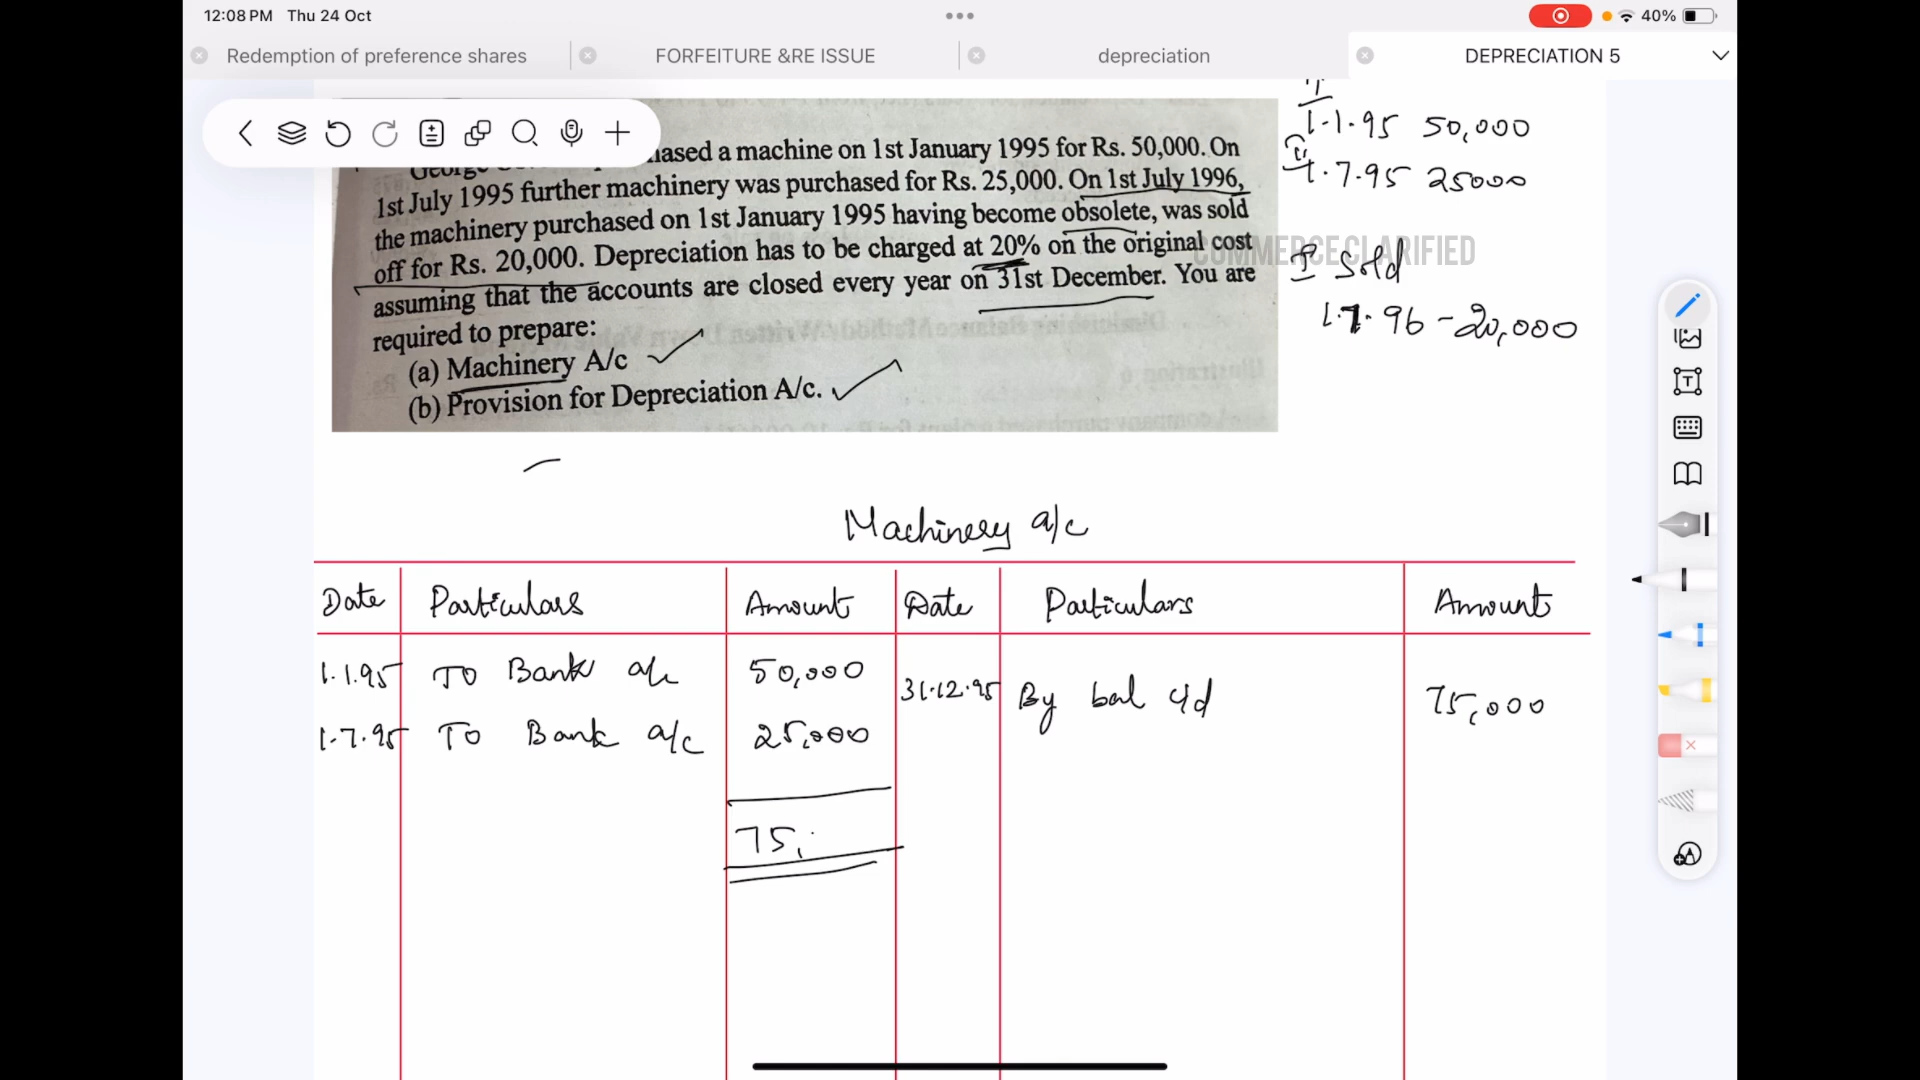 12:08 PM Thu 24 Oct
40%
Redemption of preference shares
FORFEITURE &RE ISSUE
depreciation
DEPRECIATION 5
purchased a machine on 1st January 1995 for Rs. 50,000. On
1st July 1995 further machinery was purchased for Rs. 25,000. On 1st July 1996,
the machinery purchased on 1st January 1995 having become obsolete, was sold
off for Rs. 20,000. Depreciation has to be charged at 20% on the original cost
assuming that the accounts are closed every year on 31st December. You are
required to prepare:
(a) Machinery A/c
(b) Provision for Depreciation A/c.
I
1.1.95 50,000
II
1.7.95 25000
COMMERCECLARIFIED
I Sold
1.7.96 - 20,000
Machinery a/c
Date Particulars Amount Date Particulars Amount
1.1.95 To Bank a/c 50,000 31.12.95 By bal c/d 75,000
1.7.95 To Bank a/c 25,000
75,